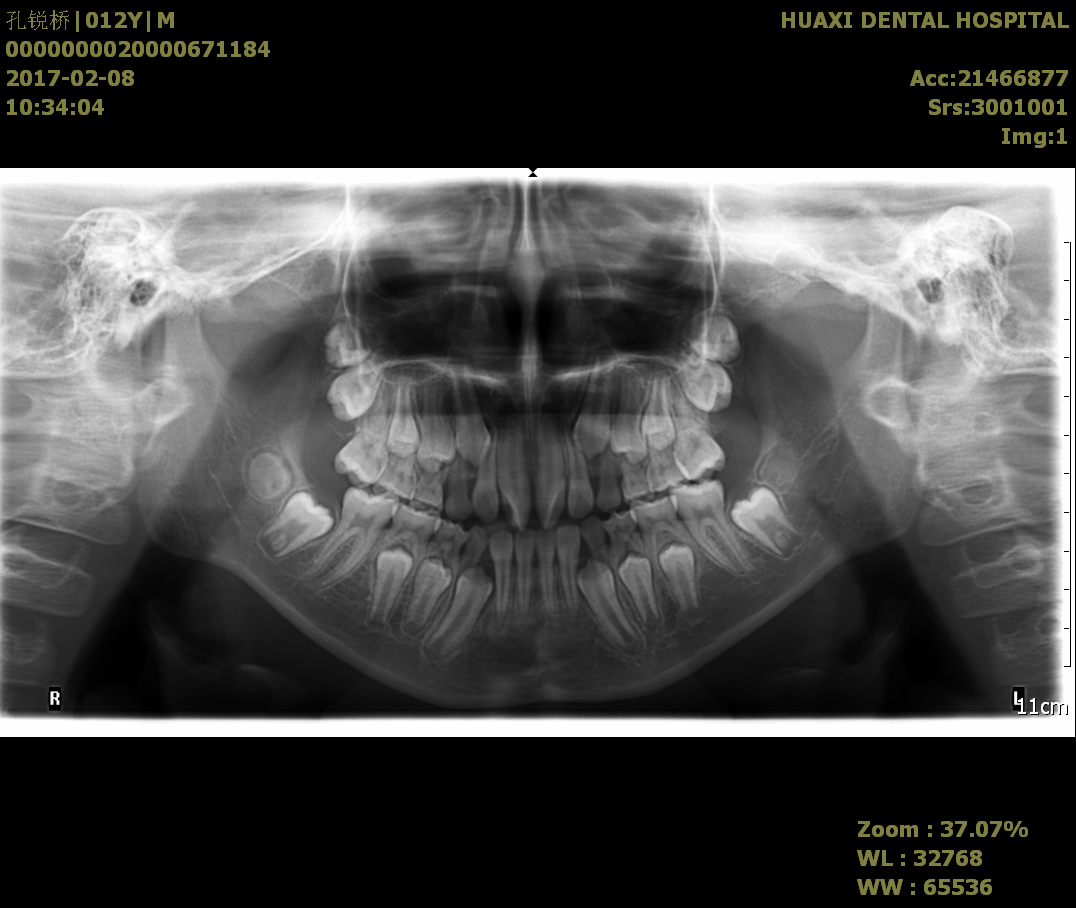 孔锐桥|012Y|M
0000000020000671184
2017-02-08
10:34:04
HUAXI DENTAL HOSPITAL
Acc:21466877
Srs:3001001
Img:1
R
L
11cm
Zoom : 37.07%
WL : 32768
WW : 65536